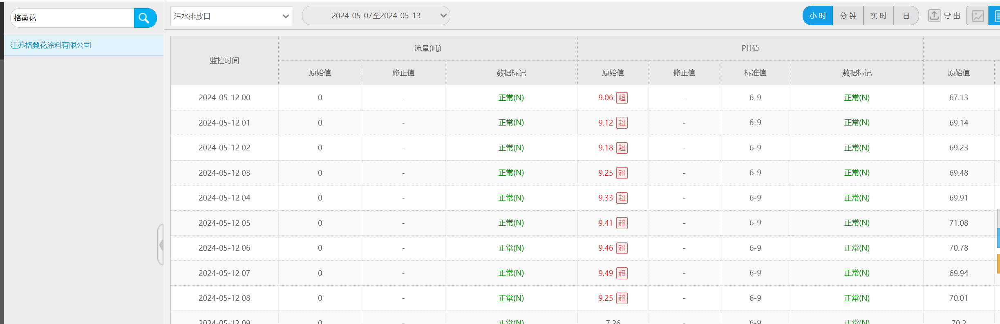 格桑花
污水排放口
2024-05-07至2024-05-13
小时 分钟 实时 日
导出
江苏格桑花涂料有限公司
监控时间 流量(吨) PH值
原始值 修正值 数据标记 原始值 修正值 标准值 数据标记 原始值
2024-05-12 00 0 - 正常(N) 9.06 超 - 6-9 正常(N) 67.13
2024-05-12 01 0 - 正常(N) 9.12 超 - 6-9 正常(N) 69.14
2024-05-12 02 0 - 正常(N) 9.18 超 - 6-9 正常(N) 69.23
2024-05-12 03 0 - 正常(N) 9.25 超 - 6-9 正常(N) 69.48
2024-05-12 04 0 - 正常(N) 9.33 超 - 6-9 正常(N) 69.91
2024-05-12 05 0 - 正常(N) 9.41 超 - 6-9 正常(N) 71.08
2024-05-12 06 0 - 正常(N) 9.46 超 - 6-9 正常(N) 70.78
2024-05-12 07 0 - 正常(N) 9.49 超 - 6-9 正常(N) 69.94
2024-05-12 08 0 - 正常(N) 9.25 超 - 6-9 正常(N) 70.01
2024-05-12 09 0 - 正常(N) 7.26 - 6-9 正常(N) 70.2